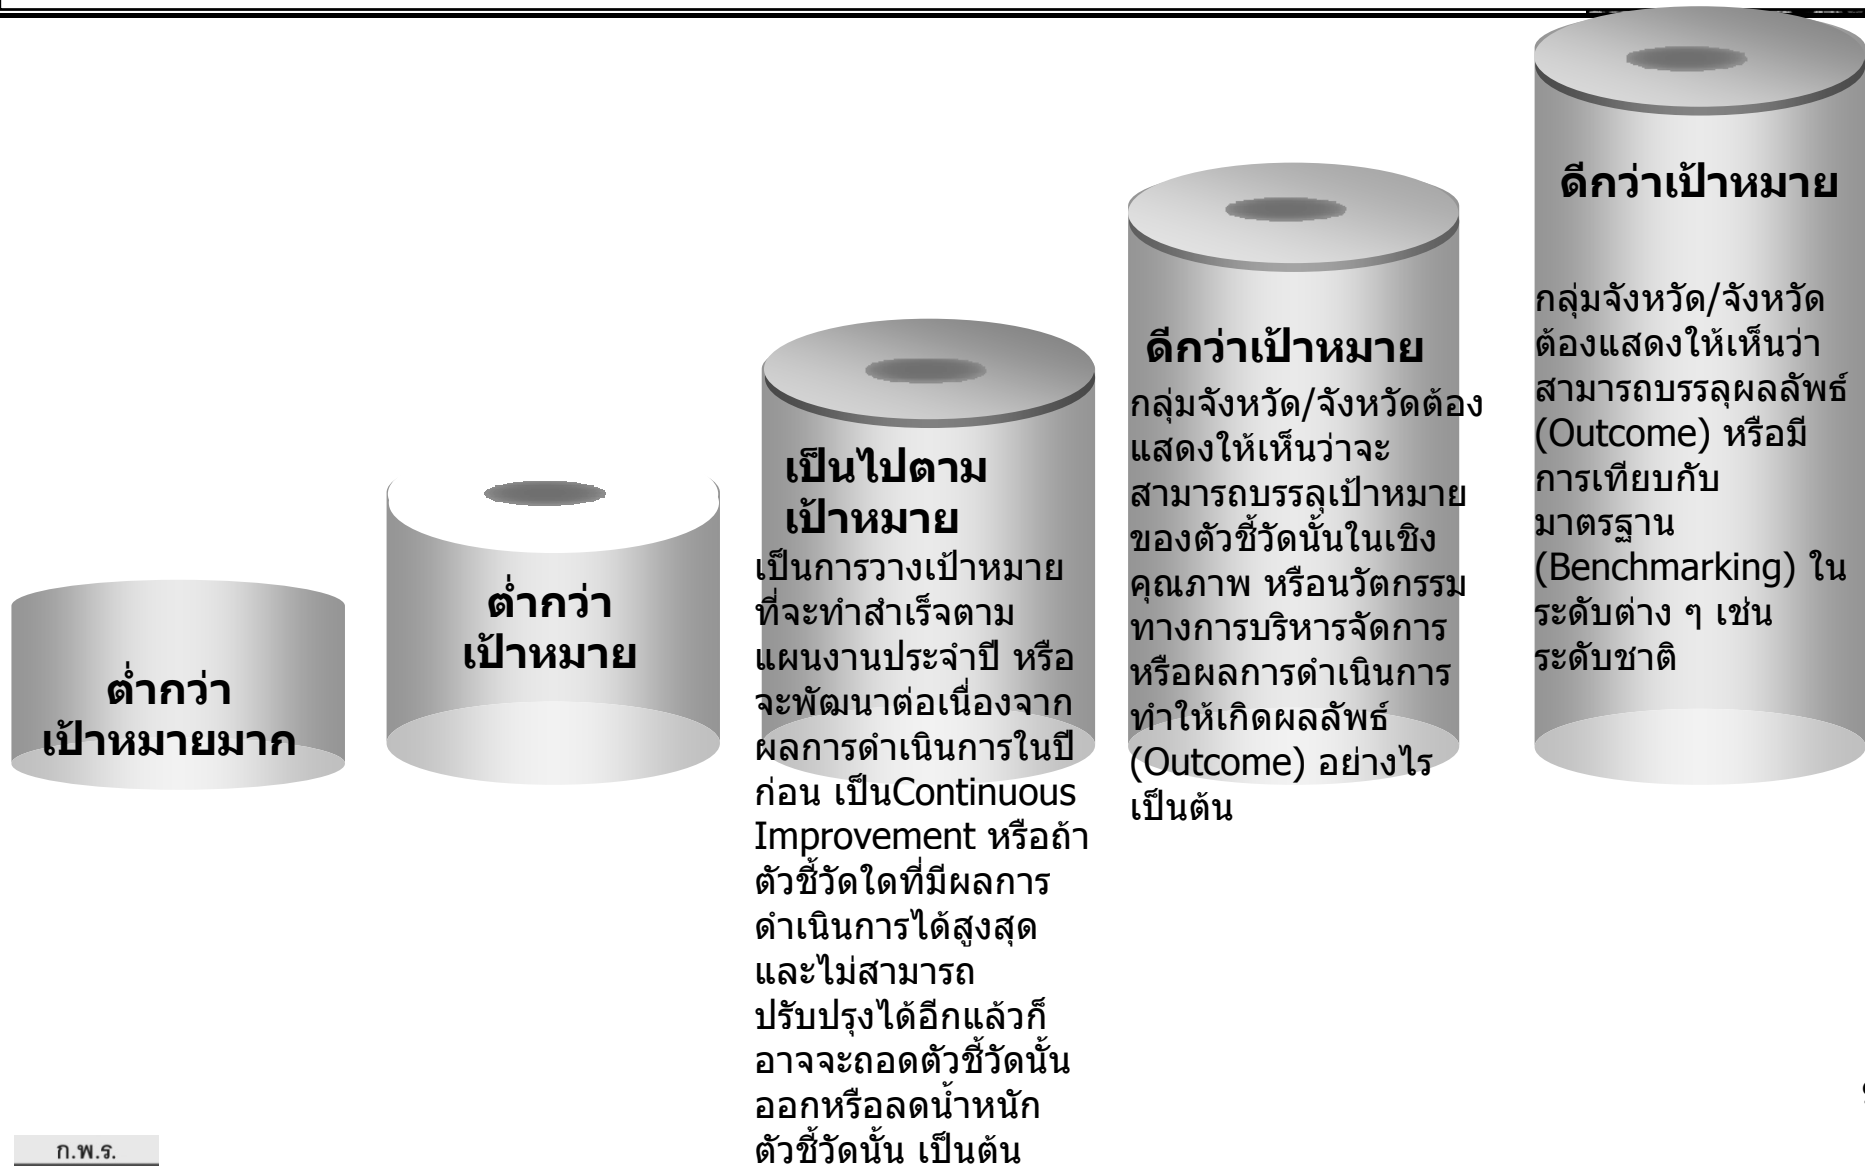 ต่ำกว่า
เป้าหมายมาก
ต่ำกว่า
เป้าหมาย
เป็นไปตาม
เป้าหมาย
เป็นการวางเป้าหมาย
ที่จะทำสำเร็จตาม
แผนงานประจำปี หรือ
จะพัฒนาต่อเนื่องจาก
ผลการดำเนินการในปี
ก่อน เป็นContinuous
Improvement หรือถ้า
ตัวชี้วัดใดที่มีผลการ
ดำเนินการได้สูงสุด
และไม่สามารถ
ปรับปรุงได้อีกแล้วก็
อาจจะถอดตัวชี้วัดนั้น
ออกหรือลดน้ำหนัก
ตัวชี้วัดนั้น เป็นต้น
ดีกว่าเป้าหมาย
กลุ่มจังหวัด/จังหวัดต้อง
แสดงให้เห็นว่าจะ
สามารถบรรลุเป้าหมาย
ของตัวชี้วัดนั้นในเชิง
คุณภาพ หรือนวัตกรรม
ทางการบริหารจัดการ
หรือผลการดำเนินการ
ทำให้เกิดผลลัพธ์
(Outcome) อย่างไร
เป็นต้น
ดีกว่าเป้าหมาย
กลุ่มจังหวัด/จังหวัด
ต้องแสดงให้เห็นว่า
สามารถบรรลุผลลัพธ์
(Outcome) หรือมี
การเทียบกับ
มาตรฐาน
(Benchmarking) ใน
ระดับต่าง ๆ เช่น
ระดับชาติ
ก.พ.ร.